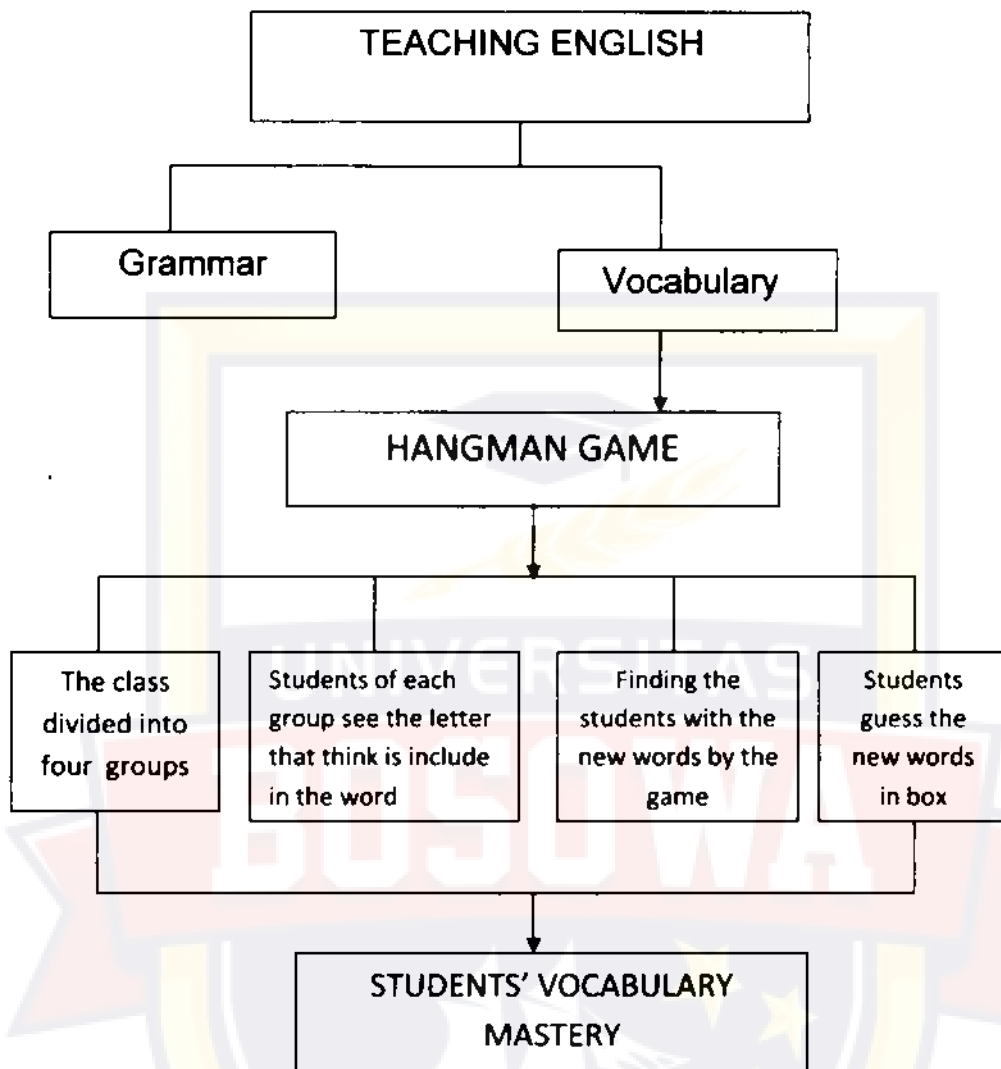 TEACHING ENGLISH
Grammar
Vocabulary
HANGMAN GAME
The class
divided into
four groups
Students of each
group see the letter
that think is include
in the word
Finding the
students with the
new words by the
game
Students
guess the
new words
in box
UNIVERSITAS
BOSOWA
STUDENTS’ VOCABULARY
MASTERY